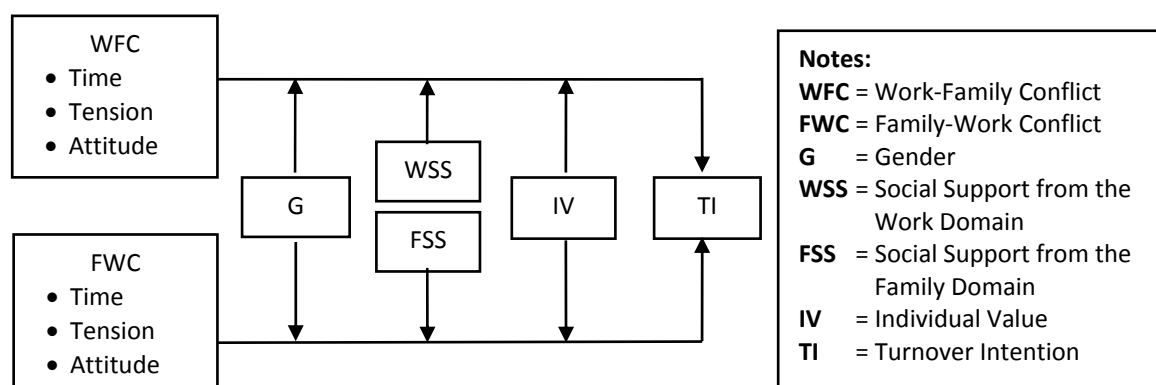 WFC
• Time
• Tension
• Attitude
G
WSS
FSS
IV
TI
FWC
• Time
• Tension
• Attitude
Notes:
WFC = Work-Family Conflict
FWC = Family-Work Conflict
G = Gender
WSS = Social Support from the
Work Domain
FSS = Social Support from the
Family Domain
IV = Individual Value
TI = Turnover Intention